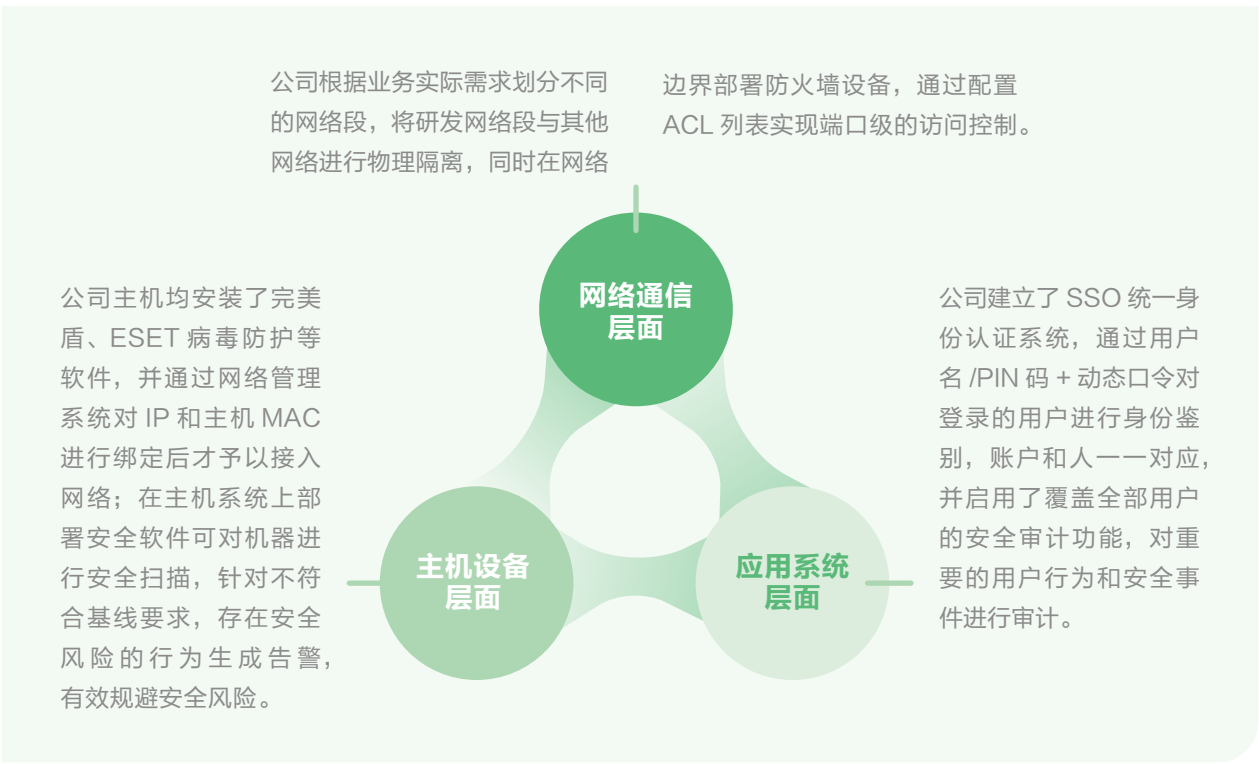 公司根据业务实际需求划分不同
的网络段，将研发网络段与其他
网络进行物理隔离，同时在网络
边界部署防火墙设备，通过配置
ACL 列表实现端口级的访问控制。
网络通信
层面
公司主机均安装了完美
盾、ESET 病毒防护等
软件，并通过网络管理
系统对 IP 和主机 MAC
进行绑定后才予以接入
网络；在主机系统上部
署安全软件可对机器进
行安全扫描，针对不符
合基线要求，存在安全
风险的行为生成告警，
有效规避安全风险。
主机设备
层面
应用系统
层面
公司建立了 SSO 统一身
份认证系统，通过用户
名 /PIN 码 + 动态口令对
登录的用户进行身份鉴
别，账户和人一一对应，
并启用了覆盖全部用户
的安全审计功能，对重
要的用户行为和安全事
件进行审计。